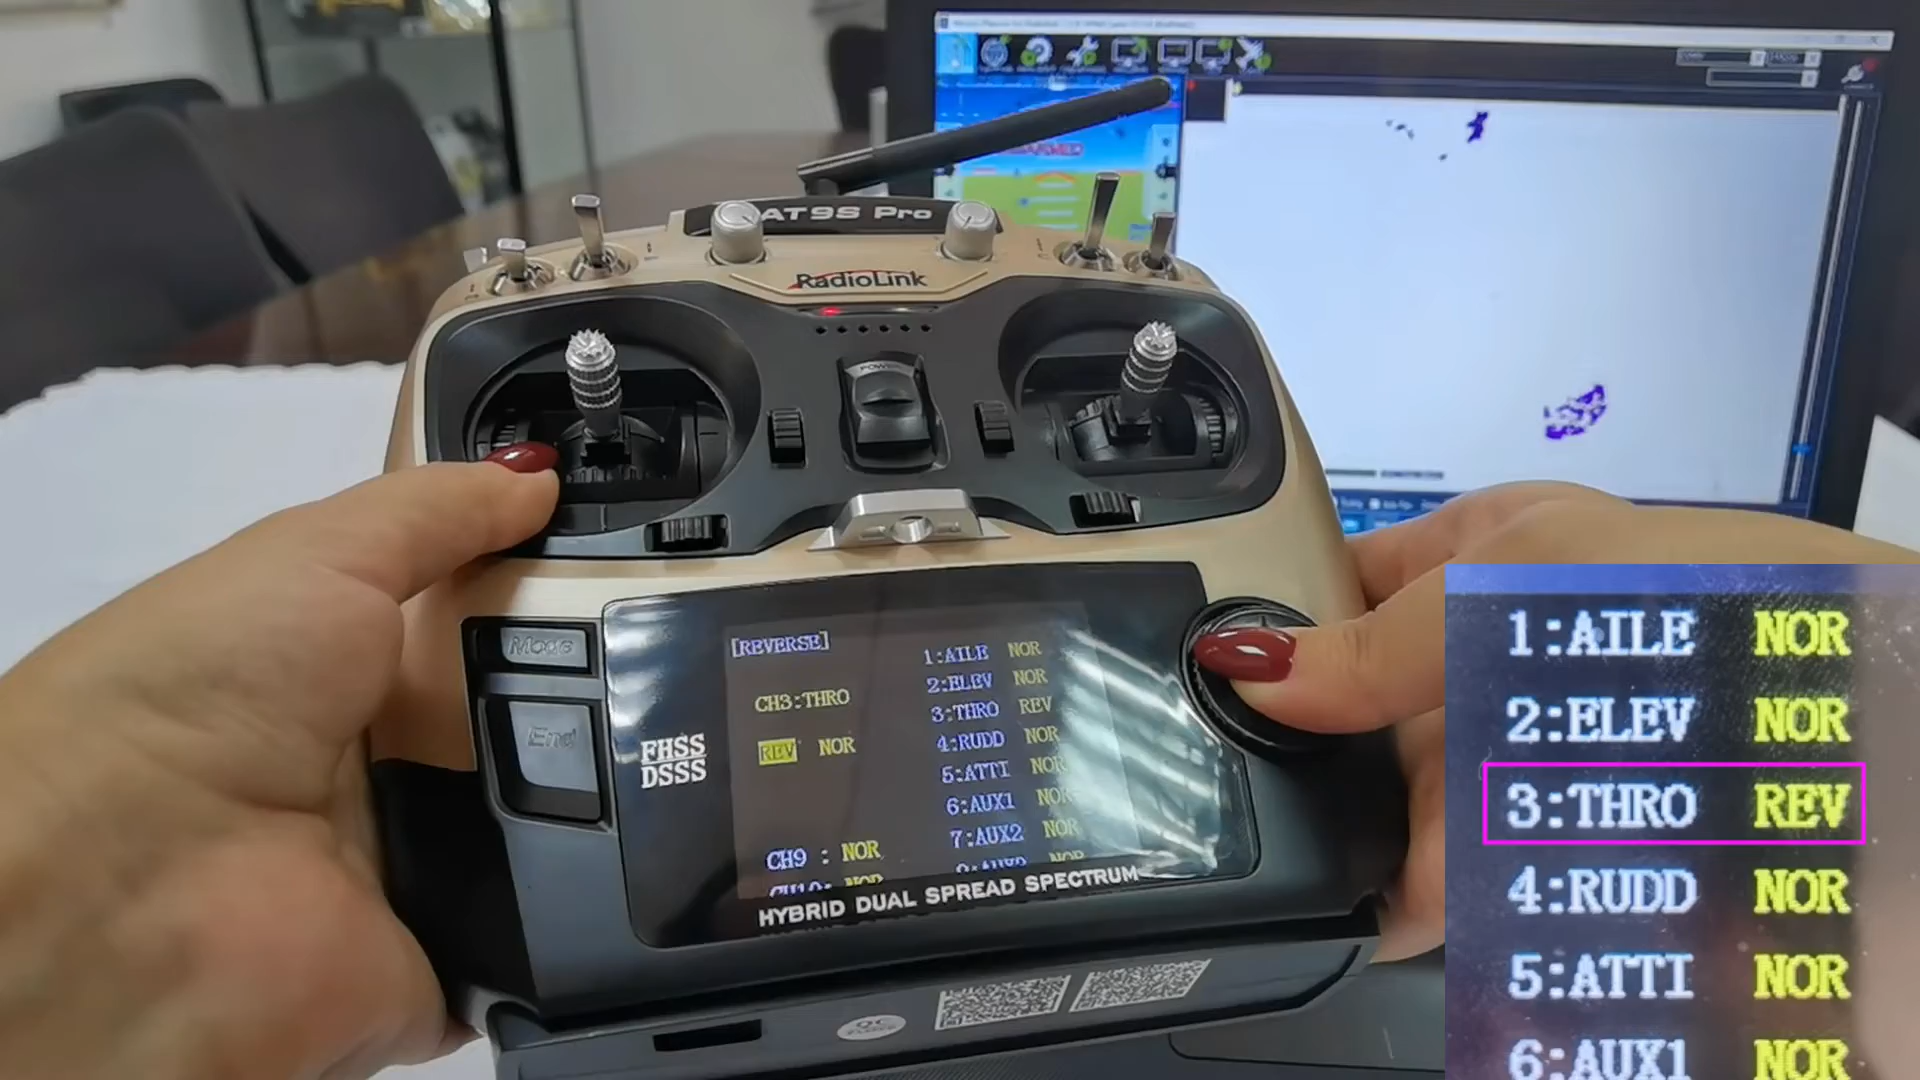 AT9S Pro
RadioLink
POWER
Mode
End
FHSS
DSSS
[REVERSE]
CH3:THRO
REV NOR
CH9 : NOR
CH10: NOR
1:AILE NOR
2:ELEV NOR
3:THRO REV
4:RUDD NOR
5:ATTI NOR
6:AUX1 NOR
7:AUX2 NOR
HYBRID DUAL SPREAD SPECTRUM
QC
1:AILE NOR
2:ELEV NOR
3:THRO REV
4:RUDD NOR
5:ATTI NOR
6:AUX1 NOR